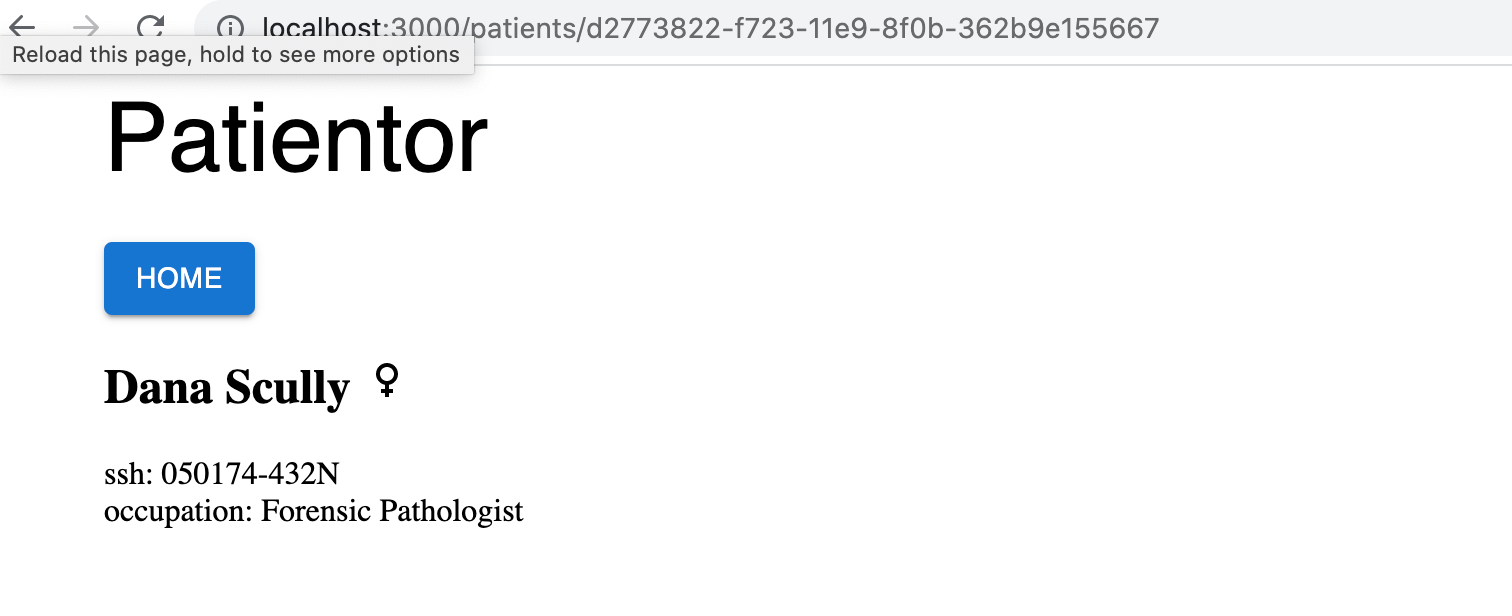 localhost:3000/patients/d2773822-f723-11e9-8f0b-362b9e155667
Reload this page, hold to see more options
Patientor
HOME
Dana Scully ♀
ssh: 050174-432N
occupation: Forensic Pathologist